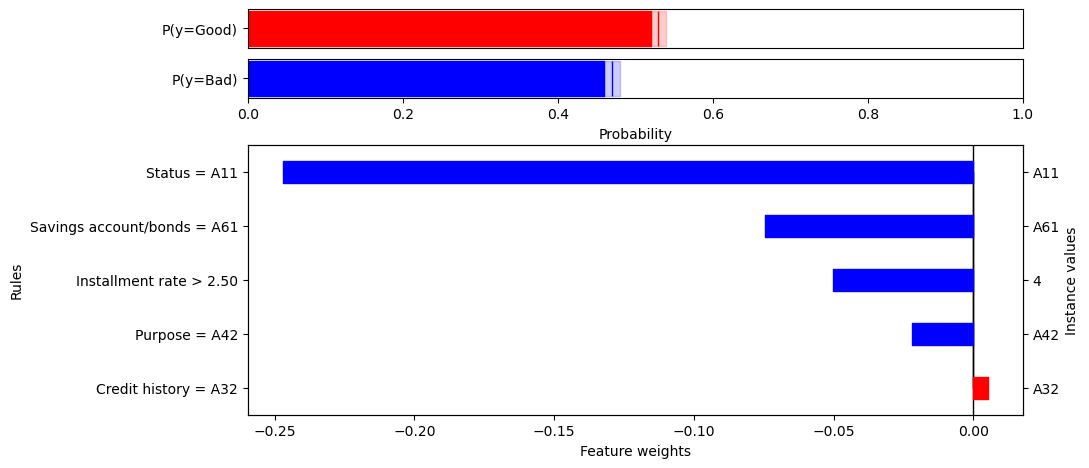 P(y=Good)
P(y=Bad)
0.0 0.2 0.4 0.6 0.8 1.0
Probability
Status = A11 A11
Savings account/bonds = A61 A61
Installment rate > 2.50 4
Purpose = A42 A42
Credit history = A32 A32
Rules
Instance values
−0.25 −0.20 −0.15 −0.10 −0.05 0.00
Feature weights